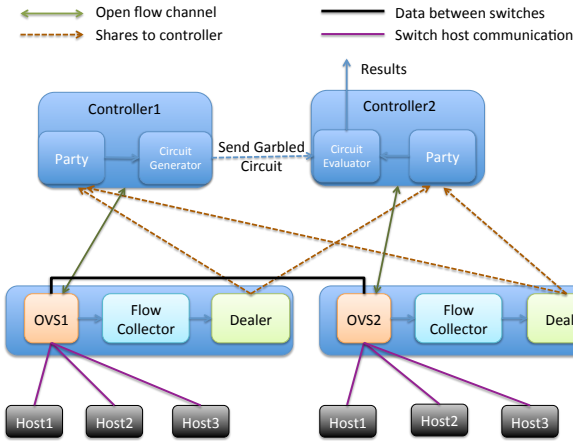 Open flow channel
Data between switches
Shares to controller
Switch host communication
Results
Controller1
Controller2
Party
Circuit
Generator
Send Garbled
Circuit
Circuit
Evaluator
Party
OVS1
Flow
Collector
Dealer
OVS2
Flow
Collector
Deal
Host1
Host2
Host3
Host1
Host2
Host3